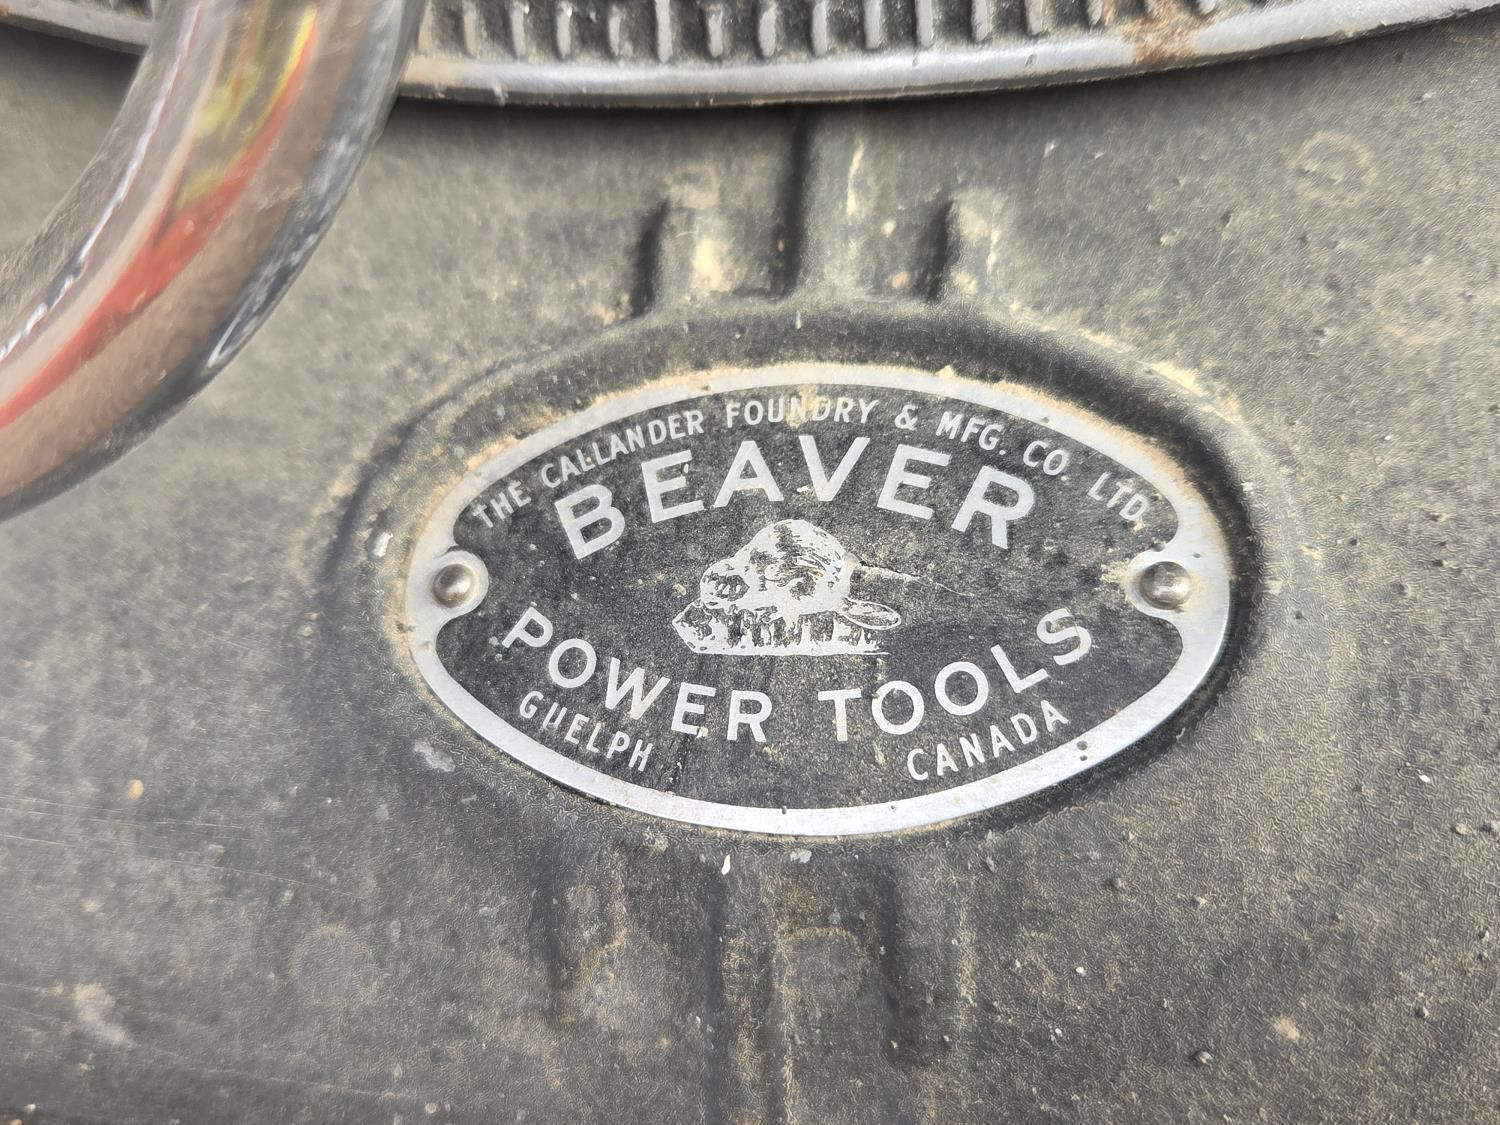 THE CALLANDER FOUNDRY & MFG. CO. LTD.
BEAVER
POWER TOOLS
GUELPH CANADA